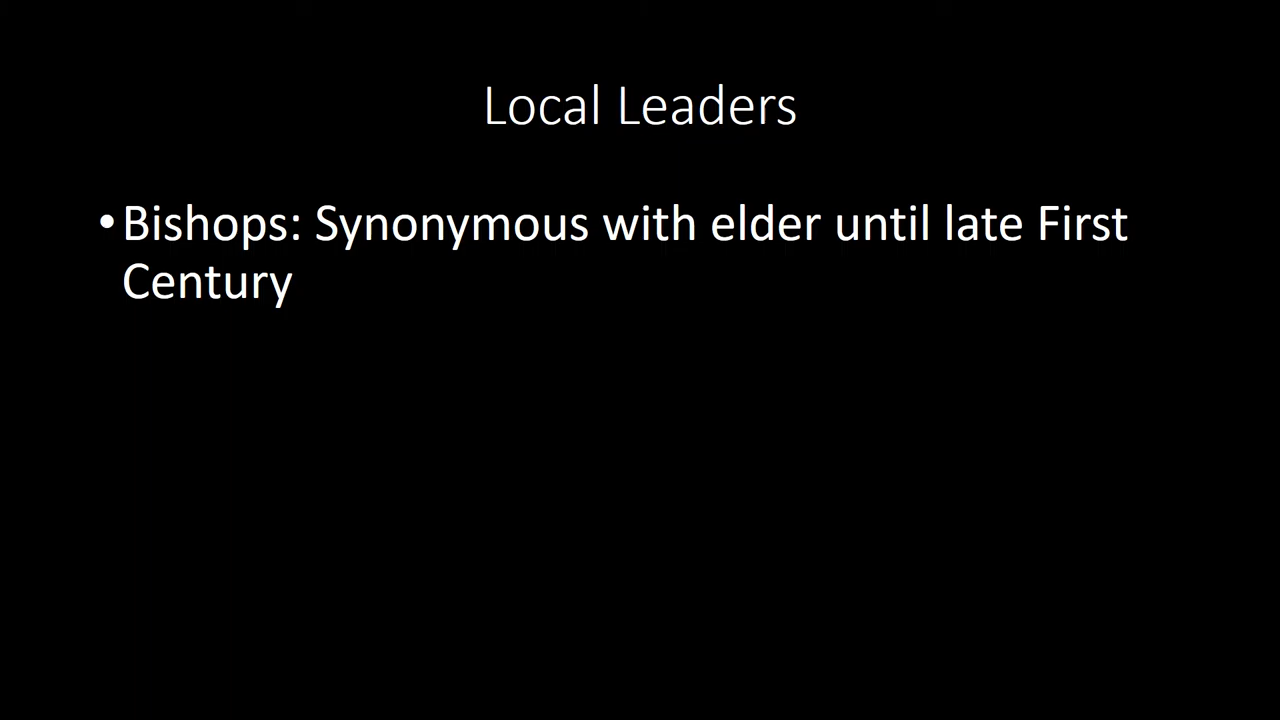 Local Leaders
•Bishops: Synonymous with elder until late First
Century